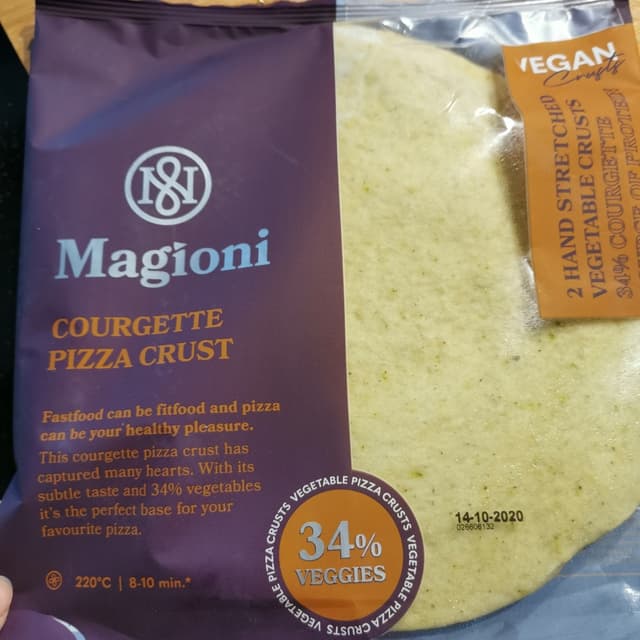 Magioni
COURGETTE
PIZZA CRUST
Fastfood can be fitfood and pizza
can be your healthy pleasure.
This courgette pizza crust has
captured many hearts. With its
subtle taste and 34% vegetables
it's the perfect base for your
favourite pizza.
220°C | 8-10 min.*
VEGETABLE PIZZA CRUSTS VEGETABLE PIZZA CRUSTS VEGETABLE PIZZA CRUSTS
34%
VEGGIES
14-10-2020
VEGAN
Crusts
2 HAND STRETCHED
VEGETABLE CRUSTS
34% COURGETTE
OF PROTEIN